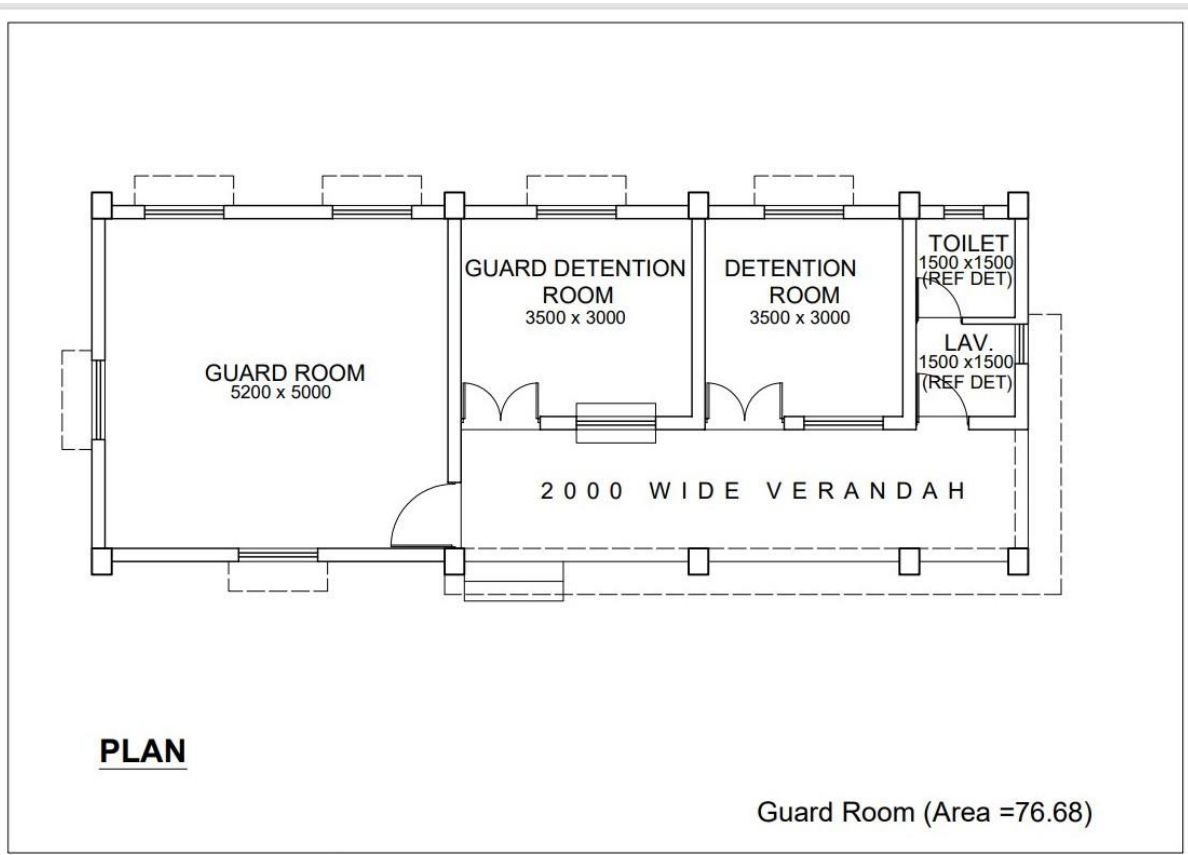 GUARD ROOM
5200 x 5000
GUARD DETENTION
ROOM
3500 x 3000
DETENTION
ROOM
3500 x 3000
TOILET
1500 x1500
(REF DET)
LAV.
1500 x1500
(REF DET)
2000 WIDE VERANDAH
PLAN
Guard Room (Area =76.68)